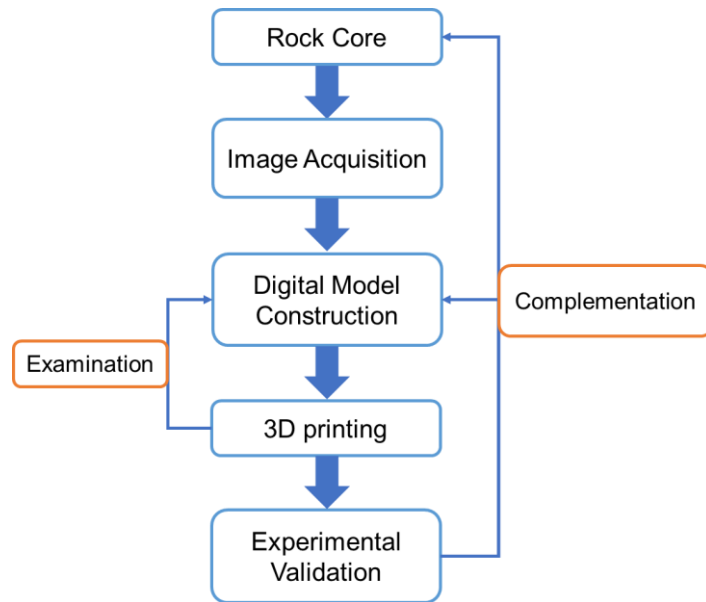 Rock Core
Image Acquisition
Digital Model
Construction
Complementation
Examination
3D printing
Experimental
Validation